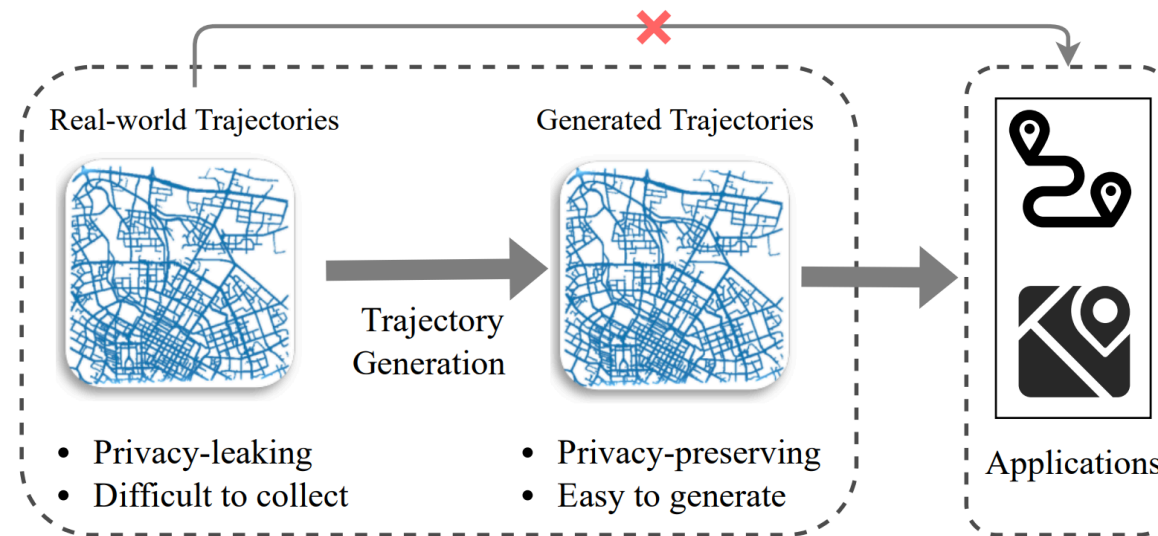 Real-world Trajectories
Generated Trajectories
Trajectory
Generation
• Privacy-leaking
• Difficult to collect
• Privacy-preserving
• Easy to generate
Applications